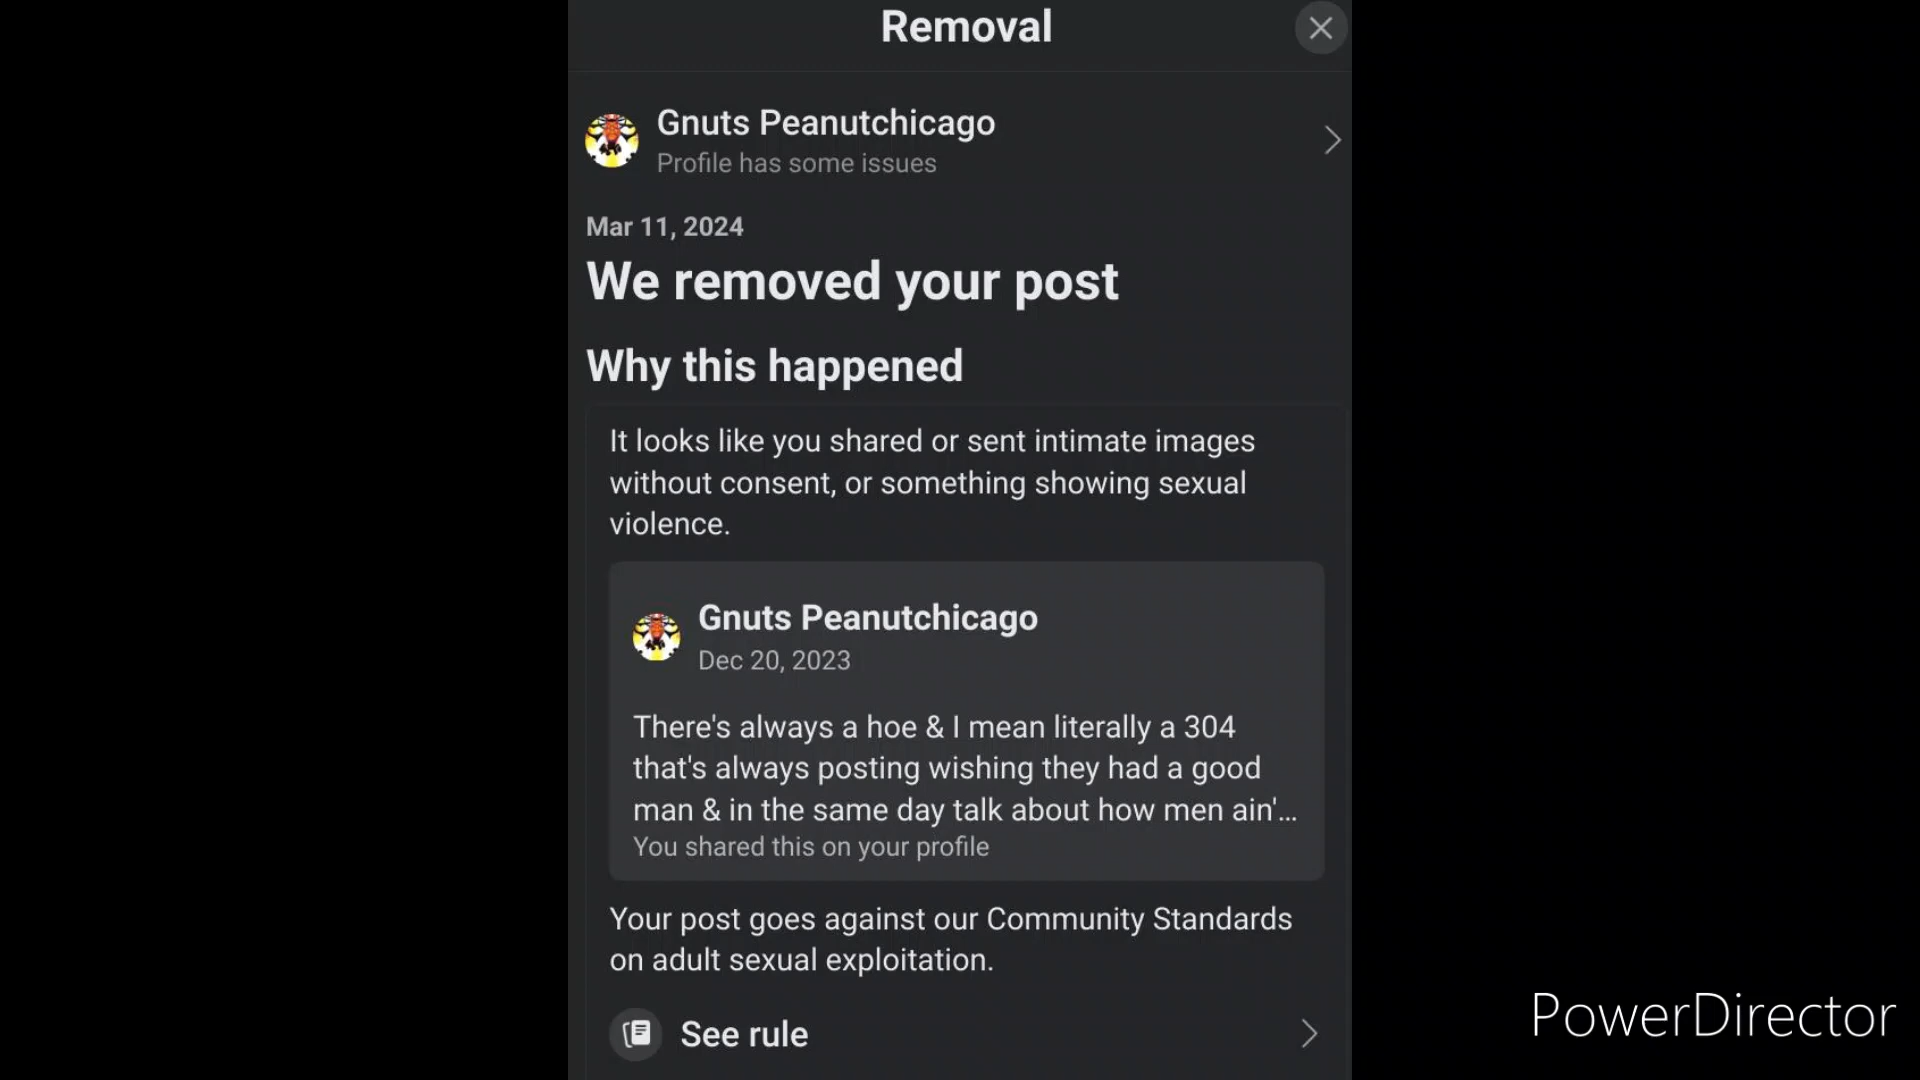 Removal
Gnuts Peanutchicago
Profile has some issues
Mar 11, 2024
We removed your post
Why this happened
It looks like you shared or sent intimate images
without consent, or something showing sexual
violence.
Gnuts Peanutchicago
Dec 20, 2023
There's always a hoe & I mean literally a 304
that's always posting wishing they had a good
man & in the same day talk about how men ain'...
You shared this on your profile
Your post goes against our Community Standards
on adult sexual exploitation.
See rule
PowerDirector